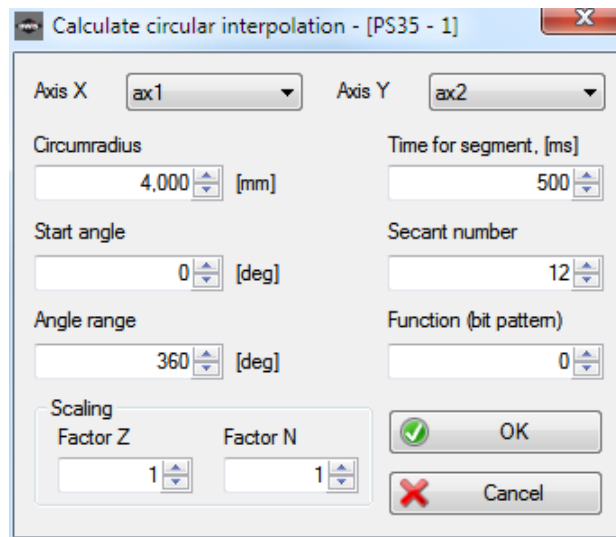 Calculate circular interpolation - [PS35 - 1]
Axis X ax1 Axis Y ax2
Circumradius Time for segment, [ms]
4,000 [mm] 500
Start angle Secant number
0 [deg] 12
Angle range Function (bit pattern)
360 [deg] 0
Scaling
Factor Z Factor N OK
1 1 Cancel